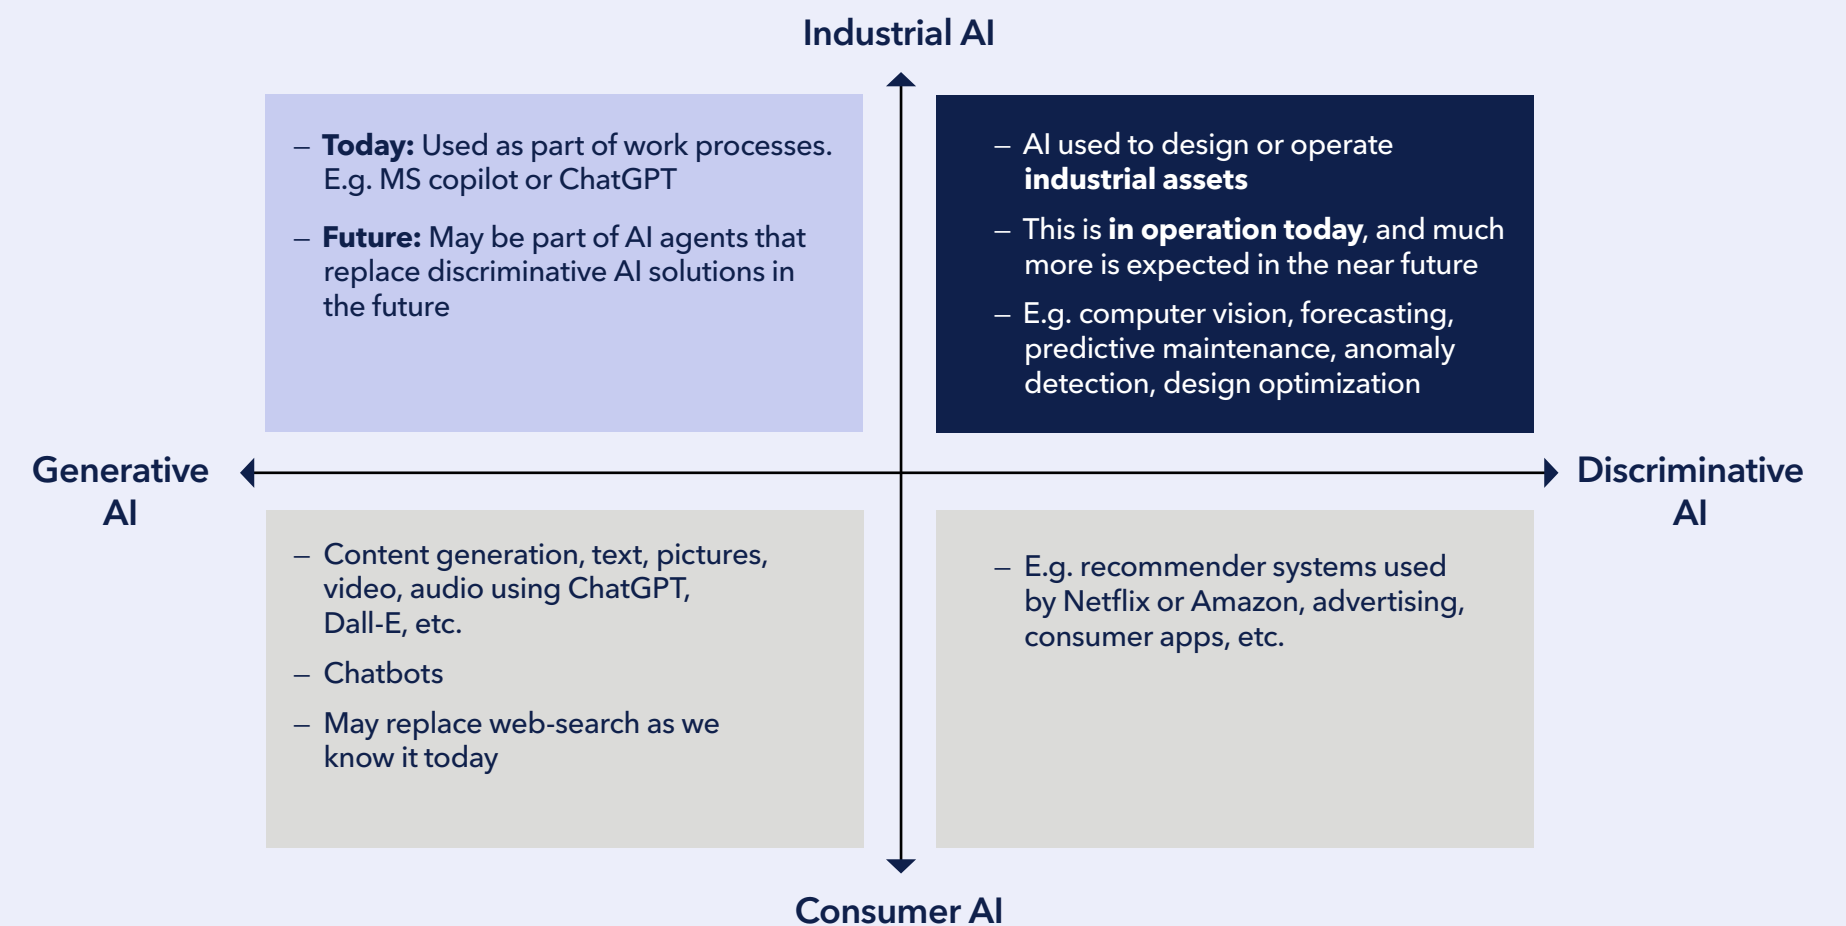 Industrial AI
– Today: Used as part of work processes.
E.g. MS copilot or ChatGPT
– Future: May be part of AI agents that
replace discriminative AI solutions in
the future
– AI used to design or operate
industrial assets
– This is in operation today, and much
more is expected in the near future
– E.g. computer vision, forecasting,
predictive maintenance, anomaly
detection, design optimization
Generative
AI
Discriminative
AI
– Content generation, text, pictures,
video, audio using ChatGPT,
Dall-E, etc.
– Chatbots
– May replace web-search as we
know it today
– E.g. recommender systems used
by Netflix or Amazon, advertising,
consumer apps, etc.
Consumer AI